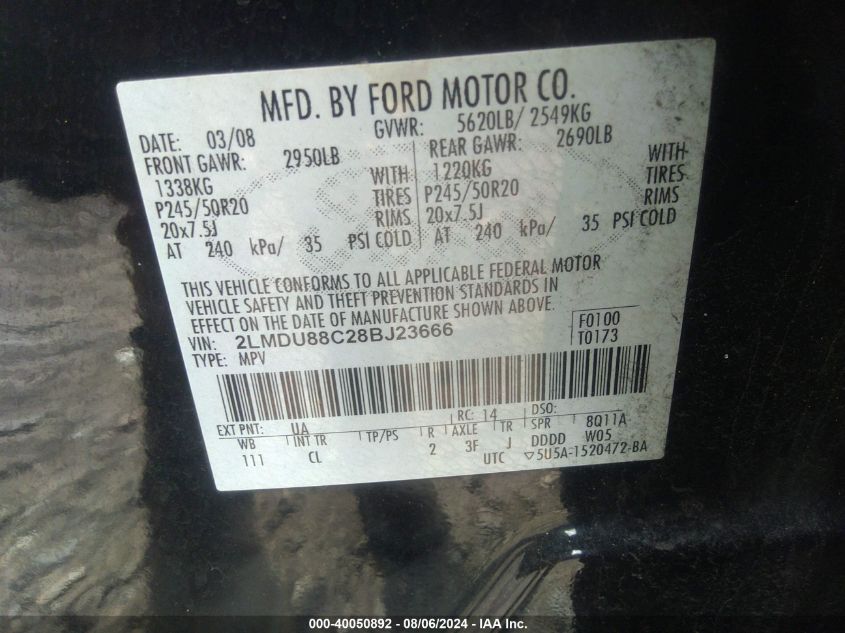 MFD. BY FORD MOTOR CO.
DATE: 03/08 GVWR: 5620LB/ 2549KG
FRONT GAWR: 2950LB REAR GAWR: 2690LB
1338KG WITH 1220KG WITH
P245/50R20 TIRES P245/50R20 TIRES
20x7.5J RIMS 20x7.5J RIMS
AT 240 kPa/ 35 PSI COLD AT 240 kPa/ 35 PSI COLD
THIS VEHICLE CONFORMS TO ALL APPLICABLE FEDERAL MOTOR
VEHICLE SAFETY AND THEFT PREVENTION STANDARDS IN
EFFECT ON THE DATE OF MANUFACTURE SHOWN ABOVE.
VIN: 2LMDU88C28BJ23666 F0100
TYPE: MPV T0173
EXT PNT: UA RC: 14 DSO:
WB INT TR TP/PS R AXLE TR SPR 8Q11A
111 CL 2 3F J DDDD W05
UTC ▽5U5A-1520472-BA
000-40050892 - 08/06/2024 - IAA Inc.